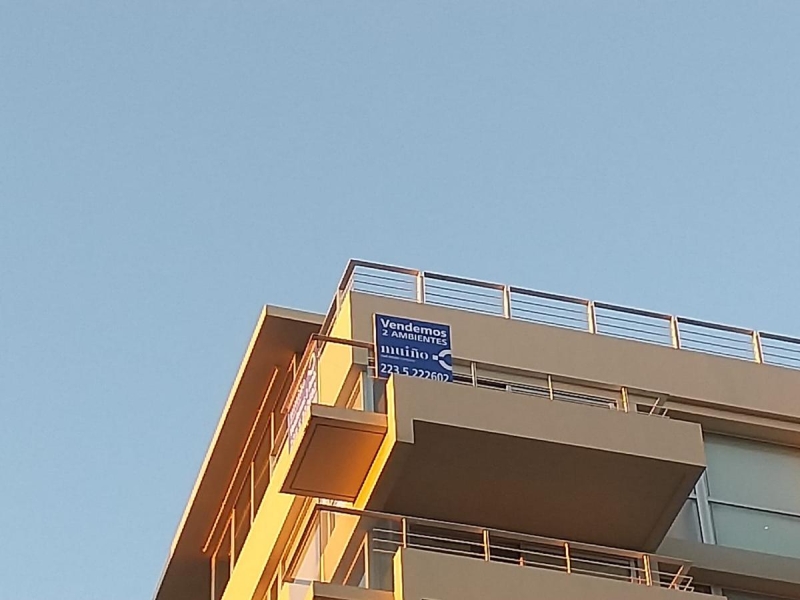 Vendemos
2 AMBIENTES
muiño
223 5 222602